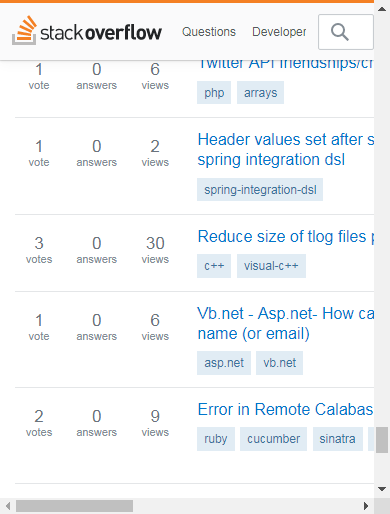 stackoverflow Questions Developer
1 0 6 Twitter API friendships/cr
vote answers views php arrays
1 0 2 Header values set after s
vote answers views spring integration dsl
spring-integration-dsl
3 0 30 Reduce size of tlog files p
votes answers views c++ visual-c++
1 0 6 Vb.net - Asp.net- How ca
vote answers views name (or email)
asp.net vb.net
2 0 9 Error in Remote Calabas
votes answers views ruby cucumber sinatra